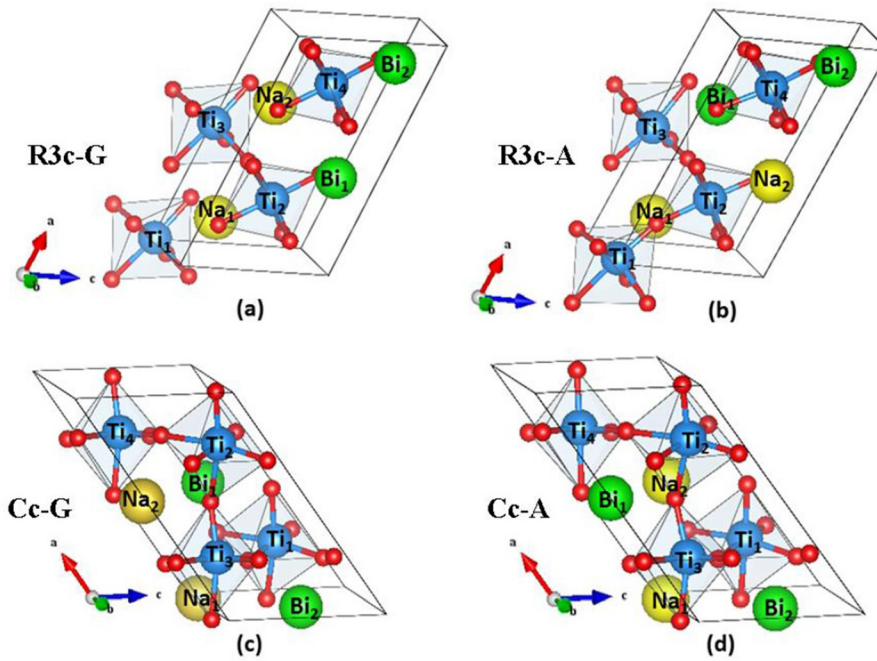 Ti4
Bi2
Na2
Ti3
R3c-G
Bi1
Ti2
Na1
Ti1
a
b
c
(a)
Ti4
Bi2
Bi1
Ti3
R3c-A
Na2
Ti2
Na1
Ti1
a
b
c
(b)
Ti4
Ti2
Bi1
Na2
Cc-G
Ti1
Ti3
Na1
Bi2
a
b
c
(c)
Ti4
Ti2
Na2
Bi1
Cc-A
Ti1
Ti3
Na1
Bi2
a
b
c
(d)